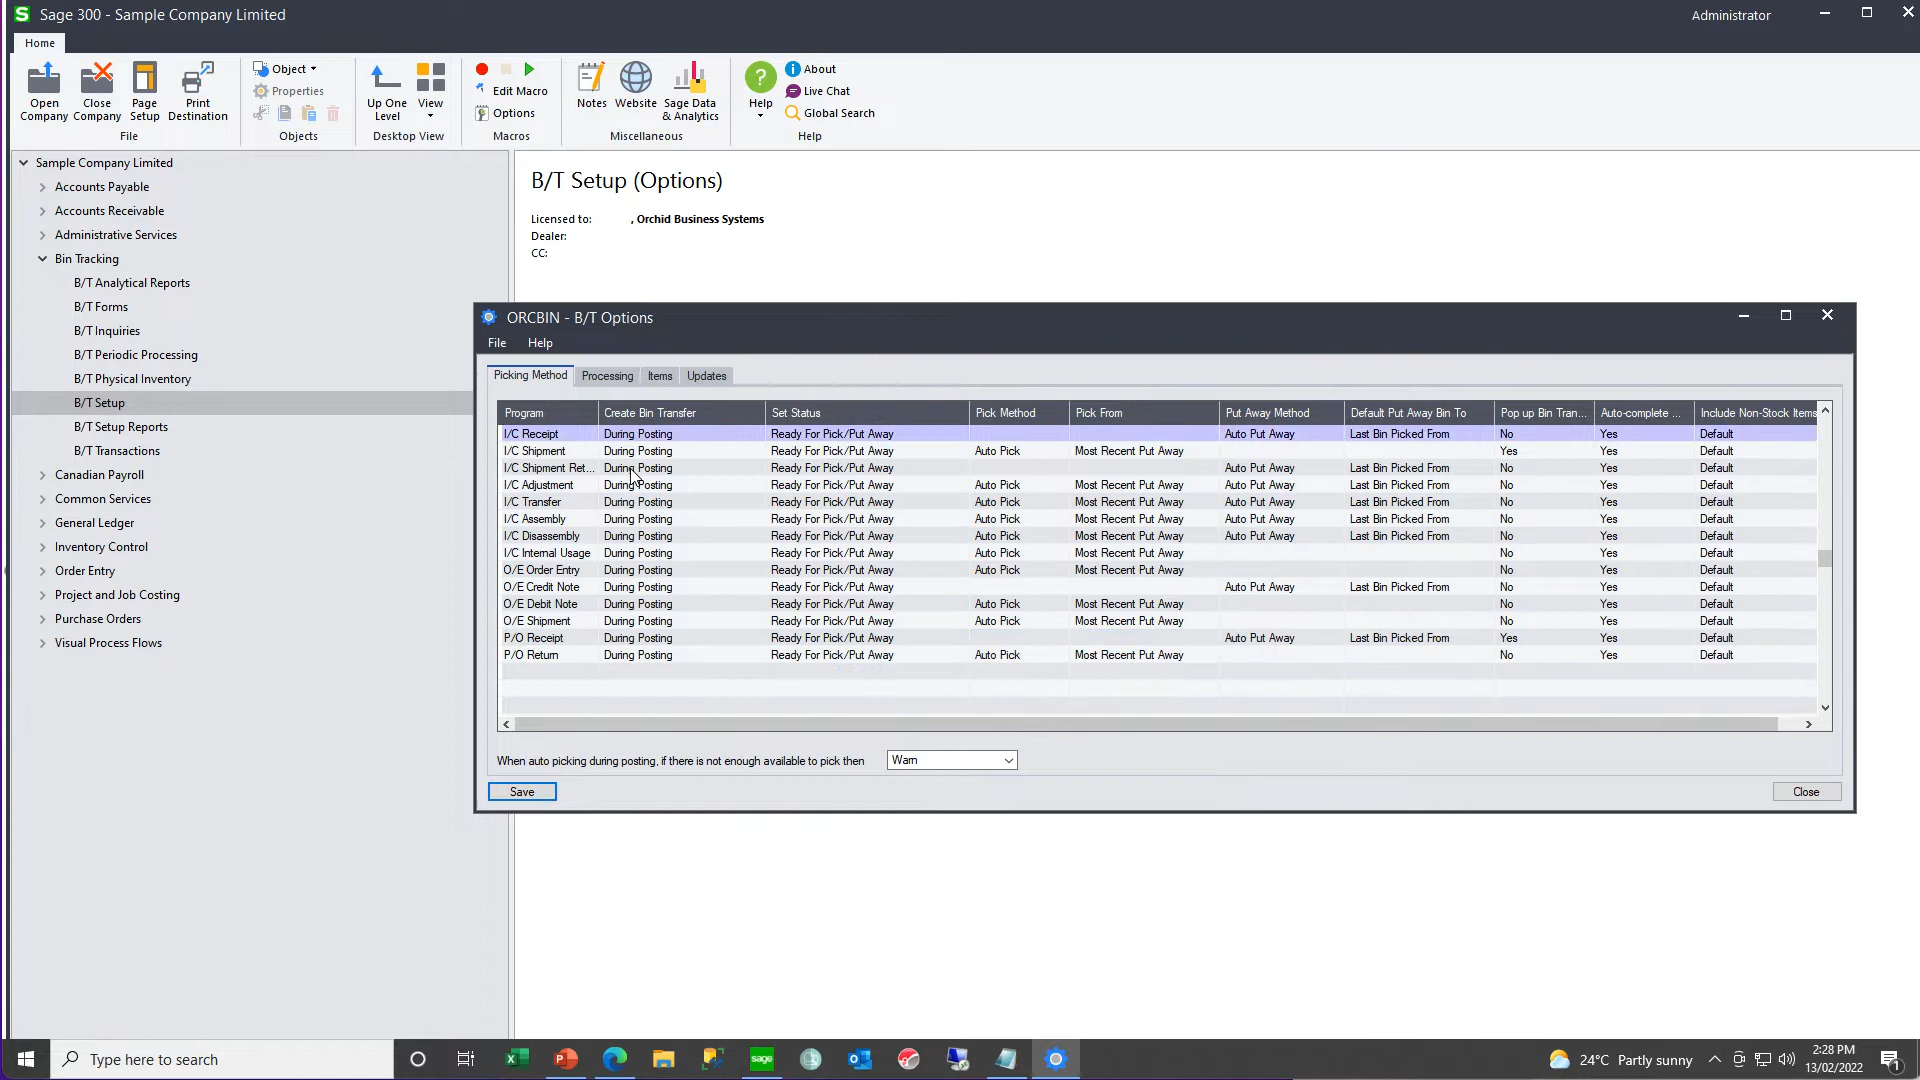 Sage 300 - Sample Company Limited
Administrator
Home
Open Company
Close Company
Page Setup
Print Destination
File
Object
Properties
Objects
Up One Level
View
Desktop View
Edit Macro
Options
Macros
Notes
Website
Sage Data & Analytics
Miscellaneous
Help
About
Live Chat
Global Search
Help
Sample Company Limited
Accounts Payable
Accounts Receivable
Administrative Services
Bin Tracking
B/T Analytical Reports
B/T Forms
B/T Inquiries
B/T Periodic Processing
B/T Physical Inventory
B/T Setup
B/T Setup Reports
B/T Transactions
Canadian Payroll
Common Services
General Ledger
Inventory Control
Order Entry
Project and Job Costing
Purchase Orders
Visual Process Flows
B/T Setup (Options)
Licensed to: , Orchid Business Systems
Dealer:
CC:
ORCBIN - B/T Options
File Help
Picking Method Processing Items Updates
Program Create Bin Transfer Set Status Pick Method Pick From Put Away Method Default Put Away Bin To Pop up Bin Tran... Auto-complete ... Include Non-Stock Items
I/C Receipt During Posting Ready For Pick/Put Away Auto Put Away Last Bin Picked From No Yes Default
I/C Shipment During Posting Ready For Pick/Put Away Auto Pick Most Recent Put Away Yes Yes Default
I/C Shipment Ret... During Posting Ready For Pick/Put Away Auto Put Away Last Bin Picked From No Yes Default
I/C Adjustment During Posting Ready For Pick/Put Away Auto Pick Most Recent Put Away Auto Put Away Last Bin Picked From No Yes Default
I/C Transfer During Posting Ready For Pick/Put Away Auto Pick Most Recent Put Away Auto Put Away Last Bin Picked From No Yes Default
I/C Assembly During Posting Ready For Pick/Put Away Auto Pick Most Recent Put Away Auto Put Away Last Bin Picked From No Yes Default
I/C Disassembly During Posting Ready For Pick/Put Away Auto Pick Most Recent Put Away Auto Put Away Last Bin Picked From No Yes Default
I/C Internal Usage During Posting Ready For Pick/Put Away Auto Pick Most Recent Put Away No Yes Default
O/E Order Entry During Posting Ready For Pick/Put Away Auto Pick Most Recent Put Away No Yes Default
O/E Credit Note During Posting Ready For Pick/Put Away Auto Put Away Last Bin Picked From No Yes Default
O/E Debit Note During Posting Ready For Pick/Put Away Auto Pick Most Recent Put Away No Yes Default
O/E Shipment During Posting Ready For Pick/Put Away Auto Pick Most Recent Put Away No Yes Default
P/O Receipt During Posting Ready For Pick/Put Away Auto Put Away Last Bin Picked From Yes Yes Default
P/O Return During Posting Ready For Pick/Put Away Auto Pick Most Recent Put Away No Yes Default
When auto picking during posting, if there is not enough available to pick then Warn
Save
Close
Type here to search
sage
24°C Partly sunny
2:28 PM
13/02/2022
1